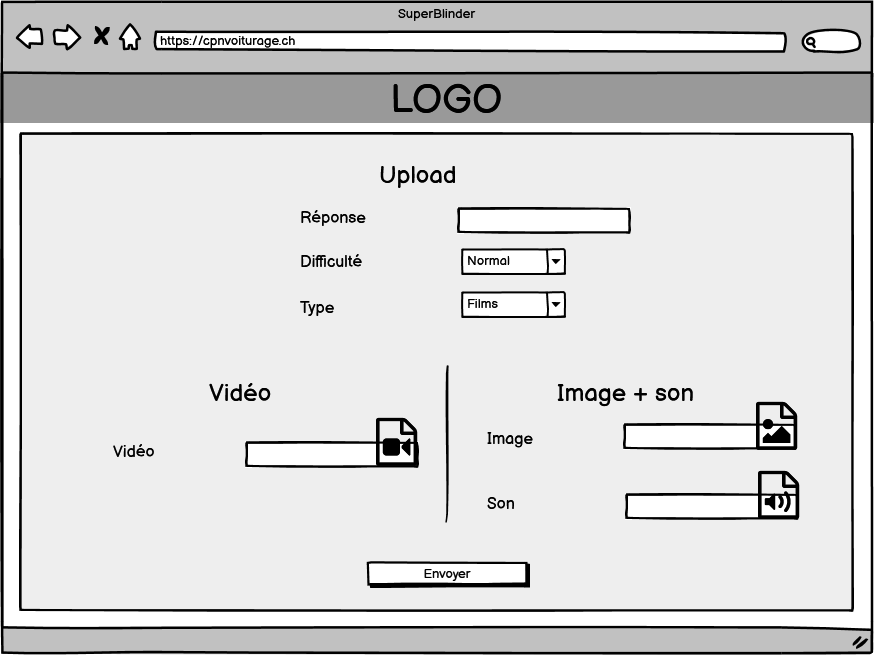 SuperBlinder
https://cpnvoiturage.ch
LOGO
Upload
Réponse
Difficulté
Normal
Type
Films
Vidéo
Vidéo
Image + son
Image
Son
Envoyer